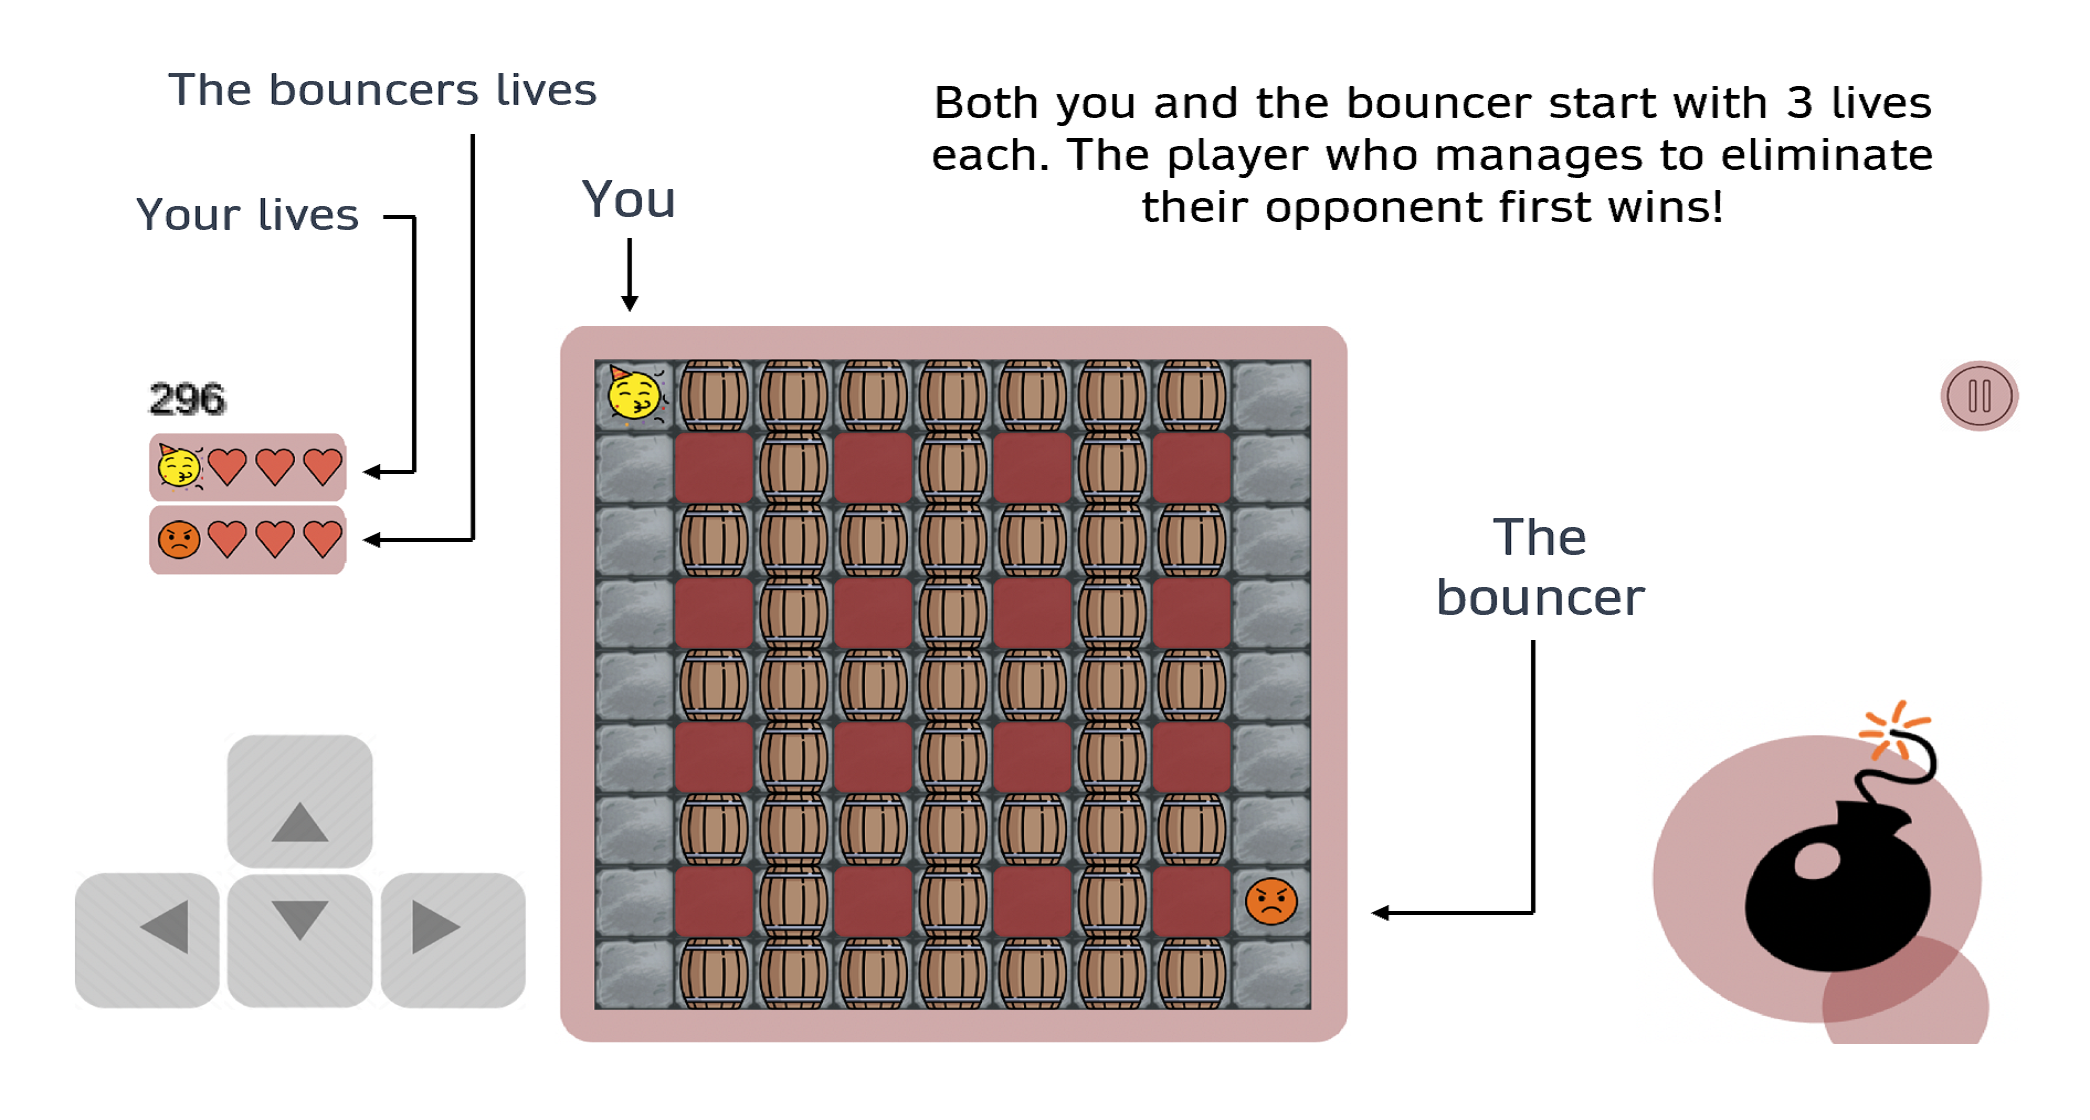 The bouncers lives
Your lives
You
Both you and the bouncer start with 3 lives
each. The player who manages to eliminate
their opponent first wins!
296
The
bouncer